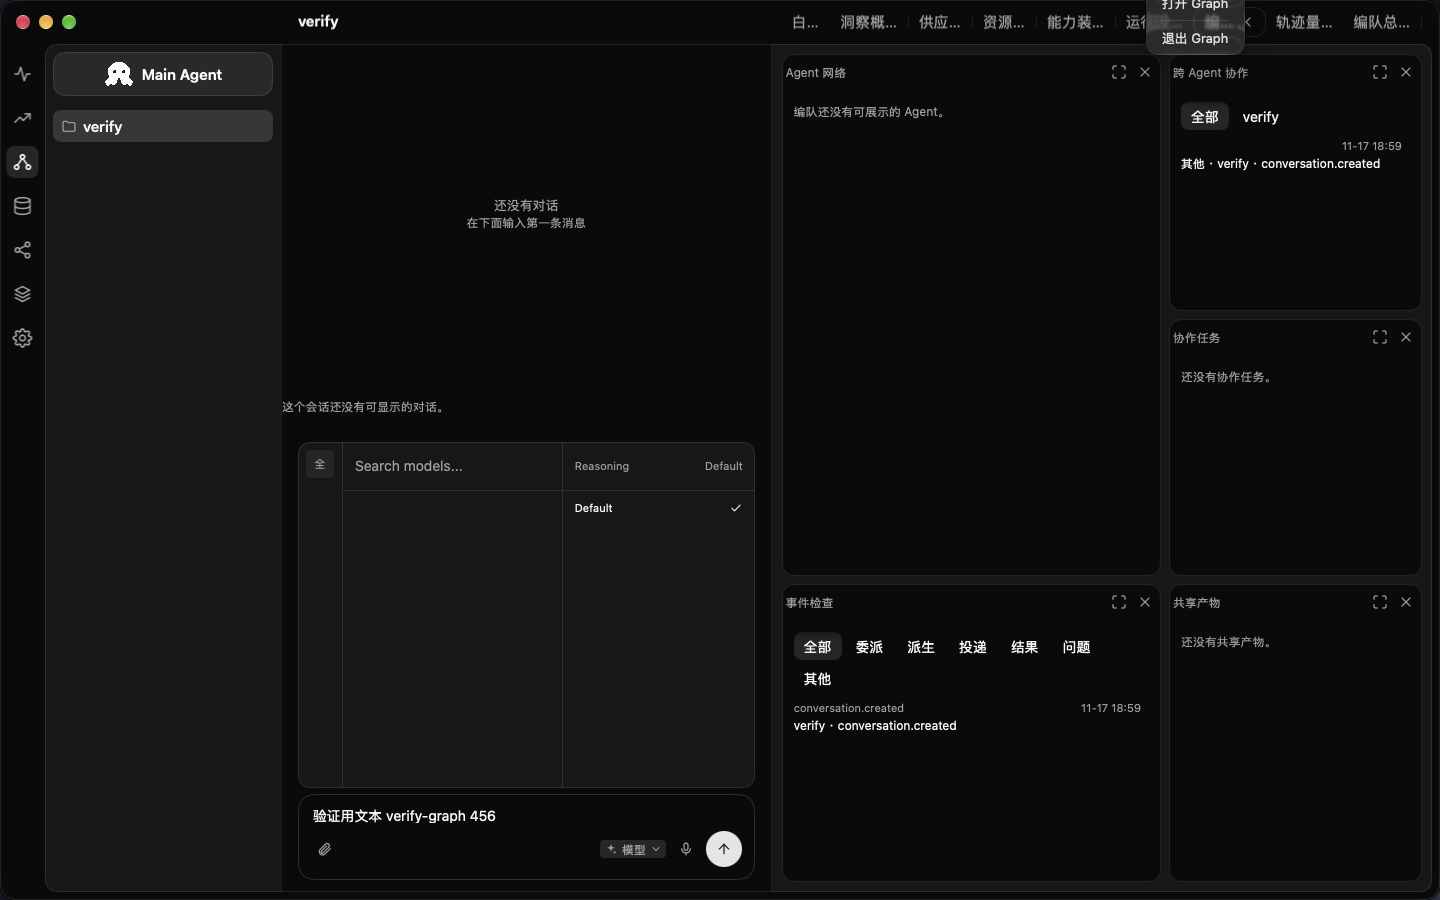 verify
白...
洞察概...
供应...
资源...
能力装...
轨迹量...
编队总...
打开 Graph
退出 Graph
Main Agent
verify
还没有对话
在下面输入第一条消息
这个会话还没有可显示的对话。
全
Search models...
Reasoning
Default
Default
验证用文本 verify-graph 456
模型
Agent 网络
编队还没有可展示的 Agent。
跨 Agent 协作
全部
verify
11-17 18:59
其他 · verify · conversation.created
协作任务
还没有协作任务。
事件检查
全部
委派
派生
投递
结果
问题
其他
conversation.created
11-17 18:59
verify · conversation.created
共享产物
还没有共享产物。